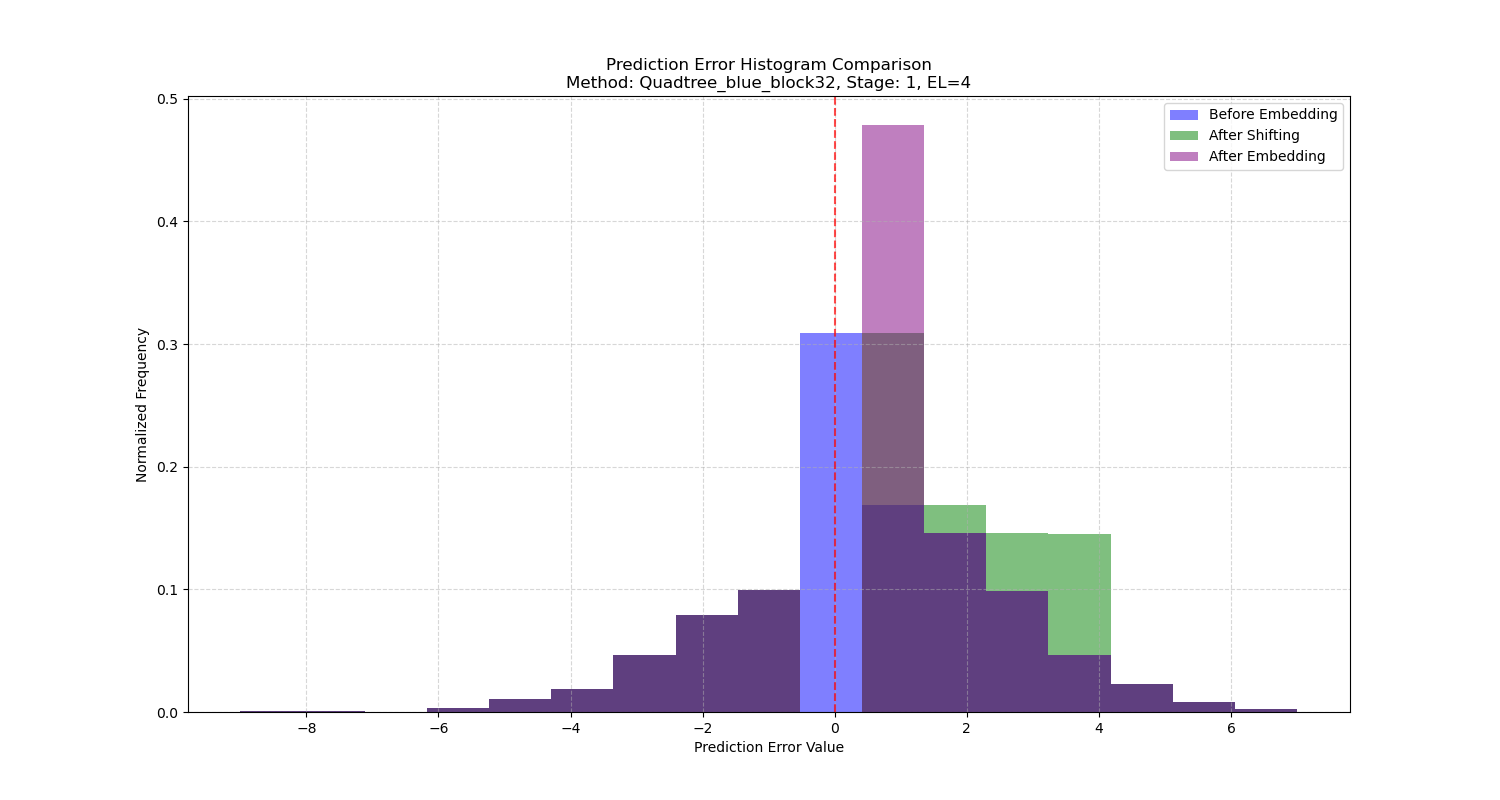 Prediction Error Histogram Comparison
Method: Quadtree_blue_block32, Stage: 1, EL=4
Before Embedding
After Shifting
After Embedding
Normalized Frequency
0.5
0.4
0.3
0.2
0.1
0.0
−8 −6 −4 −2 0 2 4 6
Prediction Error Value